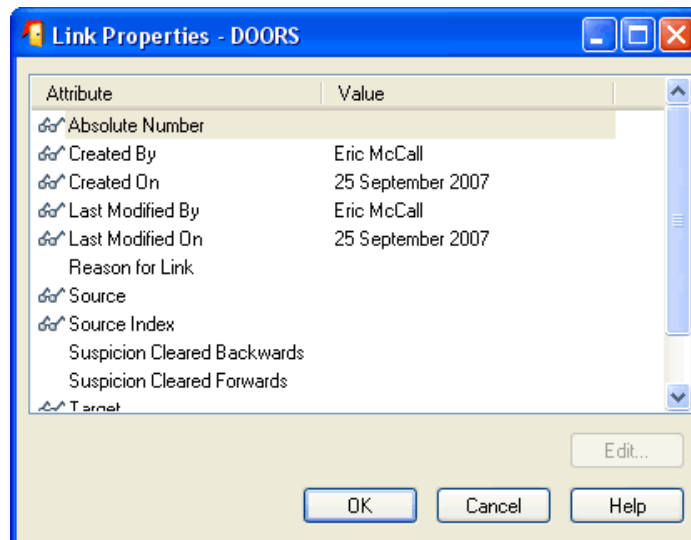 Link Properties - DOORS
Attribute Value
Absolute Number
Created By Eric McCall
Created On 25 September 2007
Last Modified By Eric McCall
Last Modified On 25 September 2007
Reason for Link
Source
Source Index
Suspicion Cleared Backwards
Suspicion Cleared Forwards
Target
Edit...
OK Cancel Help